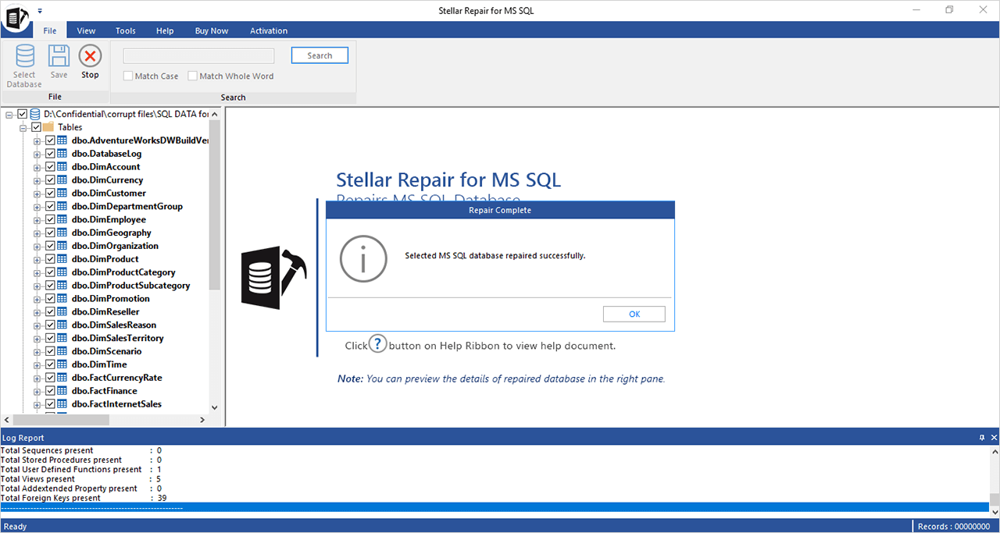 Stellar Repair for MS SQL
File View Tools Help Buy Now Activation
Select Database
Save
Stop
File
Search
Match Case Match Whole Word
Search
D:\Confidential\corrupt files\SQL DATA for
Tables
dbo.AdventureWorksDWBuildVer
dbo.DatabaseLog
dbo.DimAccount
dbo.DimCurrency
dbo.DimCustomer
dbo.DimDepartmentGroup
dbo.DimEmployee
dbo.DimGeography
dbo.DimOrganization
dbo.DimProduct
dbo.DimProductCategory
dbo.DimProductSubcategory
dbo.DimPromotion
dbo.DimReseller
dbo.DimSalesReason
dbo.DimSalesTerritory
dbo.DimScenario
dbo.DimTime
dbo.FactCurrencyRate
dbo.FactFinance
dbo.FactInternetSales
Stellar Repair for MS SQL
Repairs MS SQL Database
Repair Complete
Selected MS SQL database repaired successfully.
OK
Click ? button on Help Ribbon to view help document.
Note: You can preview the details of repaired database in the right pane.
Log Report
Total Sequences present : 0
Total Stored Procedures present : 0
Total User Defined Functions present : 1
Total Views present : 5
Total Addextended Property present : 0
Total Foreign Keys present : 39
Ready
Records : 00000000